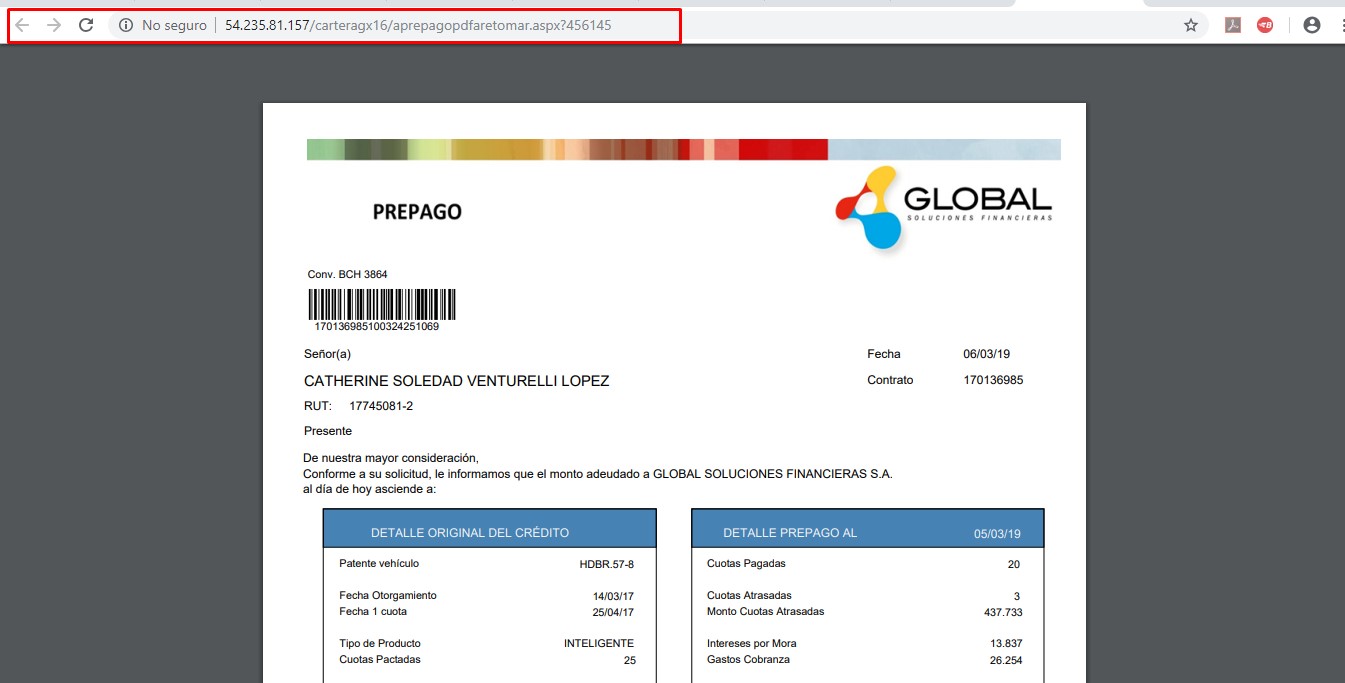 No seguro 54.235.81.157/carteragx16/aprepagopdfaretomar.aspx?456145
PREPAGO
GLOBAL
SOLUCIONES FINANCIERAS
Conv. BCH 3864
170136985100324251069
Señor(a)
Fecha 06/03/19
CATHERINE SOLEDAD VENTURELLI LOPEZ
Contrato 170136985
RUT: 17745081-2
Presente
De nuestra mayor consideración,
Conforme a su solicitud, le informamos que el monto adeudado a GLOBAL SOLUCIONES FINANCIERAS S.A.
al día de hoy asciende a:
DETALLE ORIGINAL DEL CRÉDITO
Patente vehículo HDBR.57-8
Fecha Otorgamiento 14/03/17
Fecha 1 cuota 25/04/17
Tipo de Producto INTELIGENTE
Cuotas Pactadas 25
DETALLE PREPAGO AL 05/03/19
Cuotas Pagadas 20
Cuotas Atrasadas 3
Monto Cuotas Atrasadas 437.733
Intereses por Mora 13.837
Gastos Cobranza 26.254